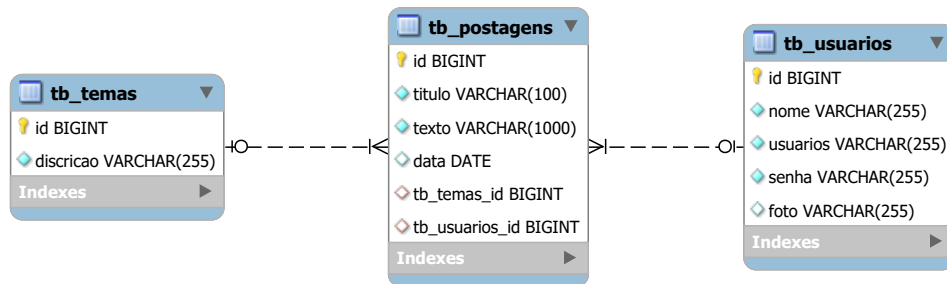 tb_temas
id BIGINT
discricao VARCHAR(255)
Indexes
tb_postagens
id BIGINT
titulo VARCHAR(100)
texto VARCHAR(1000)
data DATE
tb_temas_id BIGINT
tb_usuarios_id BIGINT
Indexes
tb_usuarios
id BIGINT
nome VARCHAR(255)
usuarios VARCHAR(255)
senha VARCHAR(255)
foto VARCHAR(255)
Indexes